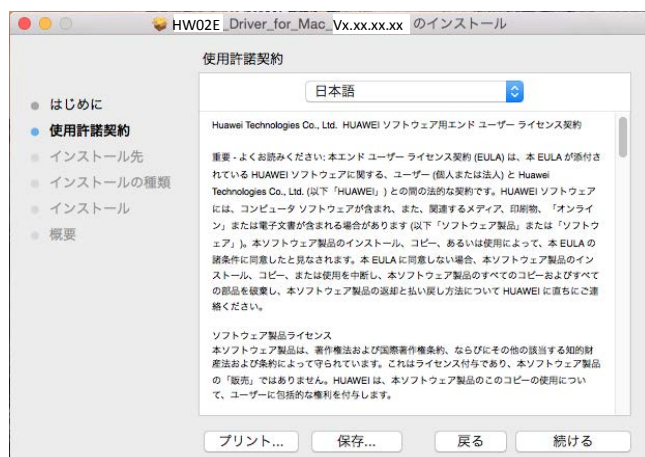 HW02E_Driver_for_Mac_Vx.xx.xx.xx のインストール
使用許諾契約
日本語
はじめに
使用許諾契約
インストール先
インストールの種類
インストール
概要
Huawei Technologies Co., Ltd. HUAWEI ソフトウェア用エンド ユーザー ライセンス契約
重要 - よくお読みください: 本エンド ユーザー ライセンス契約 (EULA) は、本 EULA が添付さ
れている HUAWEI ソフトウェアに関する、ユーザー (個人または法人) と Huawei
Technologies Co., Ltd. (以下「HUAWEI」) との間の法的な契約です。HUAWEI ソフトウェア
には、コンピュータ ソフトウェアが含まれ、また、関連するメディア、印刷物、「オンライ
ン」または電子文書が含まれる場合があります (以下「ソフトウェア製品」または「ソフトウ
ェア」)。本ソフトウェア製品のインストール、コピー、あるいは使用によって、本 EULA の
諸条件に同意したと見なされます。本 EULA に同意しない場合、本ソフトウェア製品のイン
ストール、コピー、または使用を中断し、本ソフトウェア製品のすべてのコピーおよびすべて
の部品を破棄し、本ソフトウェア製品の返却と払い戻し方法について HUAWEI に直ちにご連
絡ください。
ソフトウェア製品ライセンス
本ソフトウェア製品は、著作権法および国際著作権条約、ならびにその他の該当する知的財
産法および条約によって守られています。これはライセンス付与であり、本ソフトウェア製品
の「販売」ではありません。HUAWEI は、本ソフトウェア製品のこのコピーの使用につい
て、ユーザーに包括的な権利を付与します。
プリント...
保存...
戻る
続ける